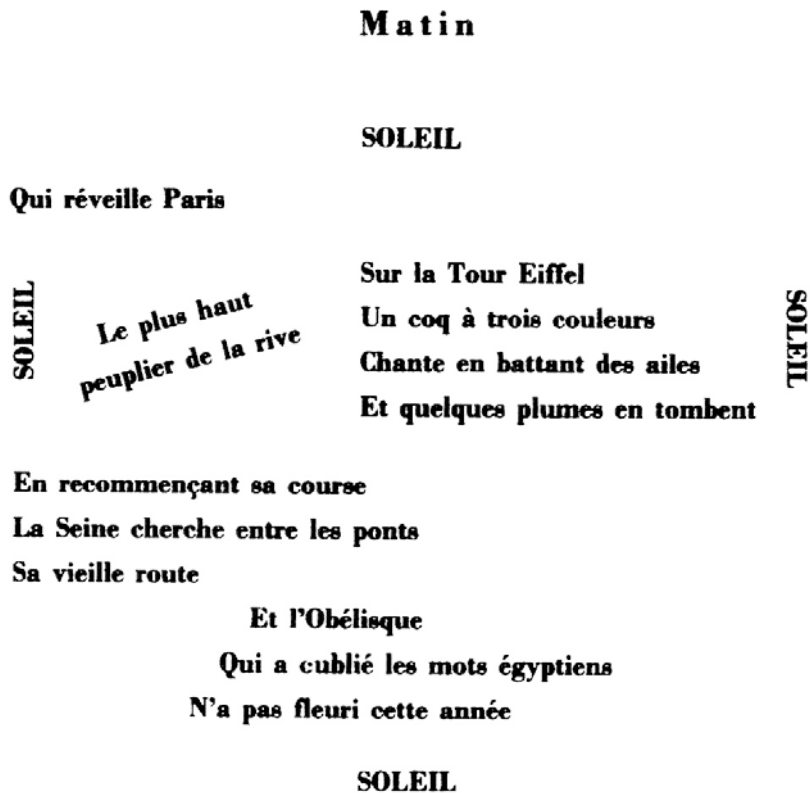 Matin
SOLEIL
Qui réveille Paris
SOLEIL
Le plus haut
peuplier de la rive
Sur la Tour Eiffel
Un coq à trois couleurs
Chante en battant des ailes
Et quelques plumes en tombent
SOLEIL
En recommençant sa course
La Seine cherche entre les ponts
Sa vieille route
Et l'Obélisque
Qui a cublié les mots égyptiens
N'a pas fleuri cette année
SOLEIL